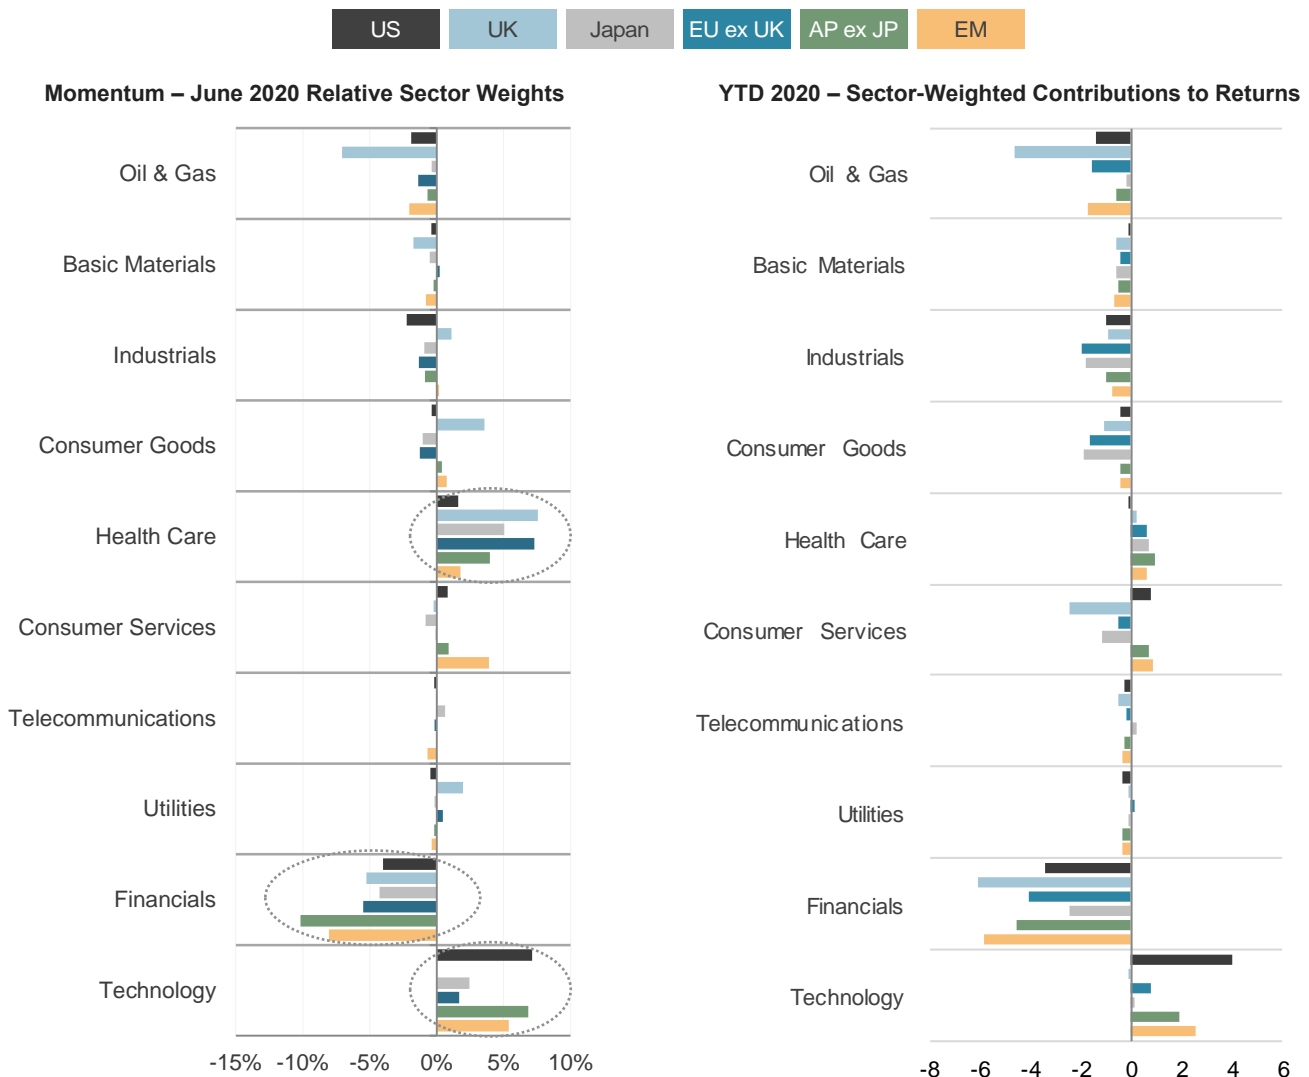 US UK Japan EU ex UK AP ex JP EM
Momentum – June 2020 Relative Sector Weights
Oil & Gas
Basic Materials
Industrials
Consumer Goods
Health Care
Consumer Services
Telecommunications
Utilities
Financials
Technology
-15% -10% -5% 0% 5% 10%
YTD 2020 – Sector-Weighted Contributions to Returns
Oil & Gas
Basic Materials
Industrials
Consumer Goods
Health Care
Consumer Services
Telecommunications
Utilities
Financials
Technology
-8 -6 -4 -2 0 2 4 6